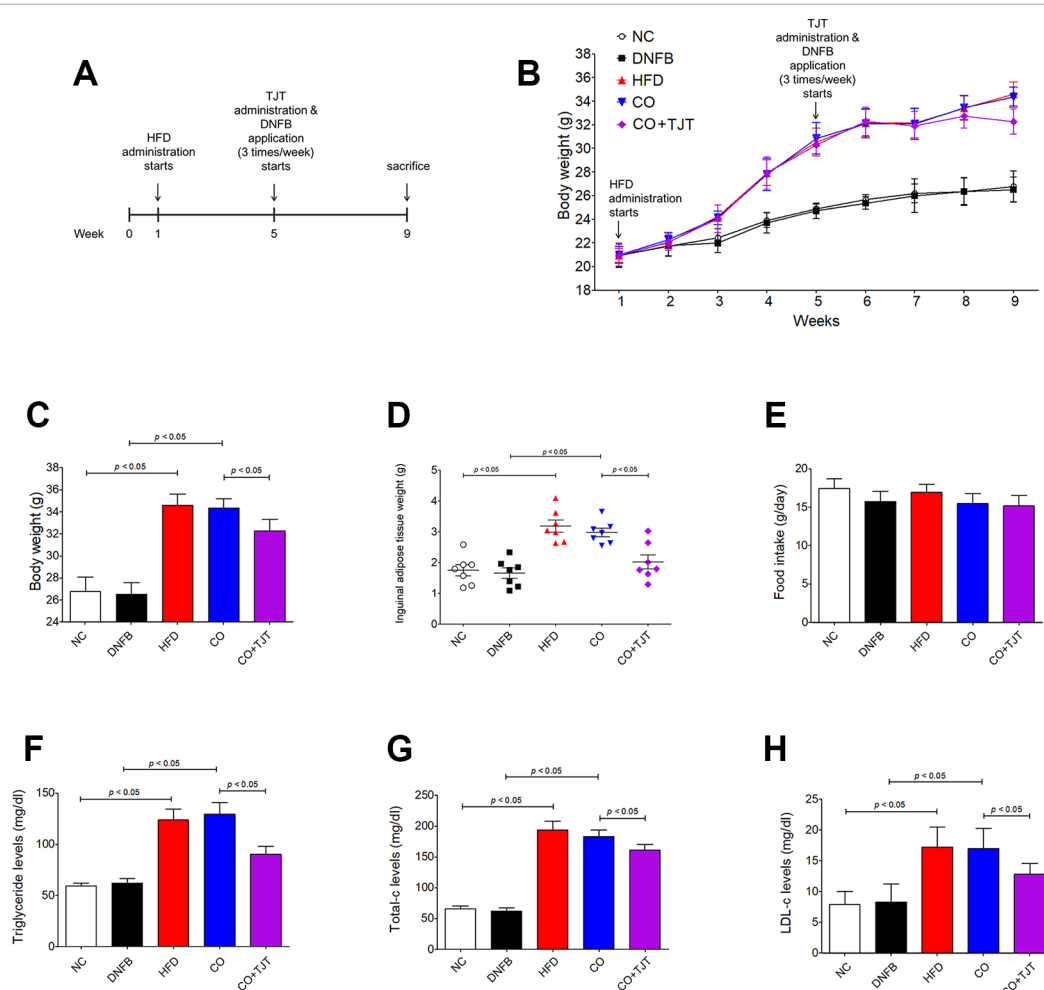 A
HFD
administration
starts
TJT
administration &
DNFB
application
(3 times/week)
starts
sacrifice
Week
0 1 5 9
B
NC
DNFB
HFD
CO
CO+TJT
TJT
administration &
DNFB
application
(3 times/week)
starts
HFD
administration
starts
Body weight (g)
38
36
34
32
30
28
26
24
22
20
18
1 2 3 4 5 6 7 8 9
Weeks
C
p < 0.05
p < 0.05
p < 0.05
Body weight (g)
38
36
34
32
30
28
26
24
NC DNFB HFD CO CO+TJT
D
p < 0.05
p < 0.05
p < 0.05
Inguinal adipose tissue weight (g)
5
4
3
2
1
0
NC DNFB HFD CO CO+TJT
E
Food intake (g/day)
20
15
10
5
0
NC DNFB HFD CO CO+TJT
F
p < 0.05
p < 0.05
p < 0.05
Triglyceride levels (mg/dl)
150
100
50
0
NC DNFB HFD CO CO+TJT
G
p < 0.05
p < 0.05
p < 0.05
Total-c levels (mg/dl)
250
200
150
100
50
0
NC DNFB HFD CO CO+TJT
H
p < 0.05
p < 0.05
p < 0.05
LDL-c levels (mg/dl)
25
20
15
10
5
0
NC DNFB HFD CO CO+TJT